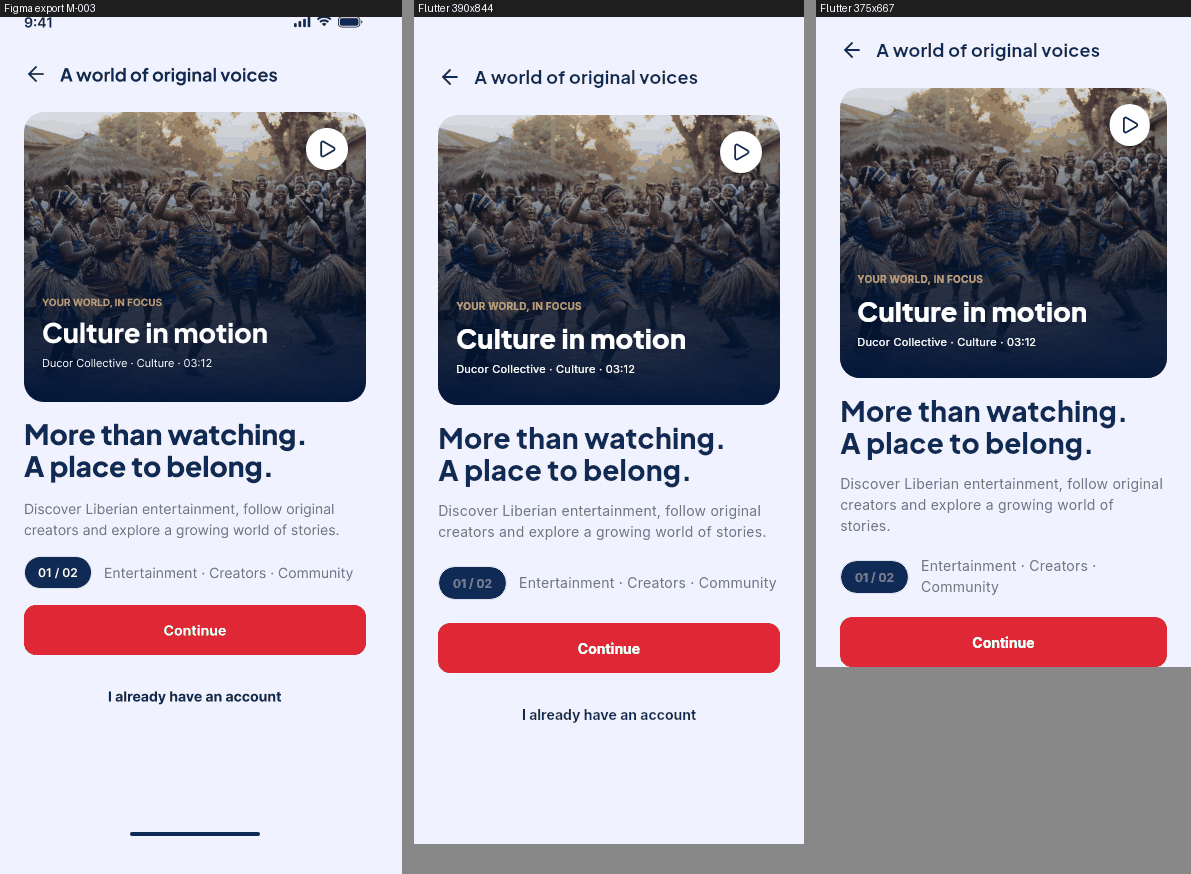 Figma export M-003
9:41
A world of original voices
YOUR WORLD, IN FOCUS
Culture in motion
Ducor Collective · Culture · 03:12
More than watching.
A place to belong.
Discover Liberian entertainment, follow original
creators and explore a growing world of stories.
01 / 02
Entertainment · Creators · Community
Continue
I already have an account
Flutter 390x844
A world of original voices
YOUR WORLD, IN FOCUS
Culture in motion
Ducor Collective · Culture · 03:12
More than watching.
A place to belong.
Discover Liberian entertainment, follow original
creators and explore a growing world of stories.
01 / 02
Entertainment · Creators · Community
Continue
I already have an account
Flutter 375x667
A world of original voices
YOUR WORLD, IN FOCUS
Culture in motion
Ducor Collective · Culture · 03:12
More than watching.
A place to belong.
Discover Liberian entertainment, follow original
creators and explore a growing world of
stories.
01 / 02
Entertainment · Creators ·
Community
Continue